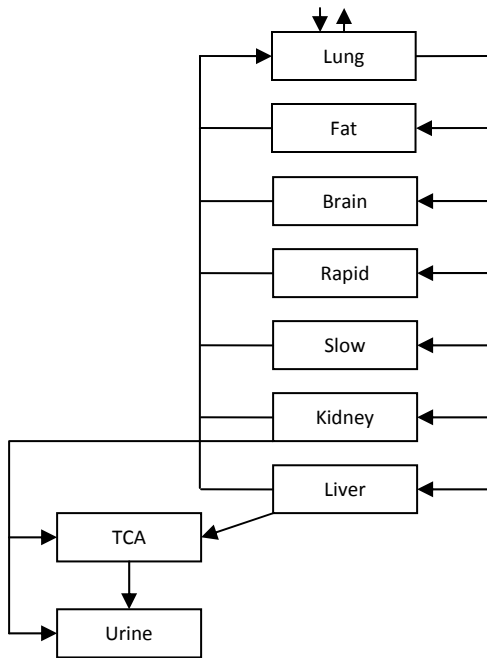 Lung
Fat
Brain
Rapid
Slow
Kidney
Liver
TCA
Urine